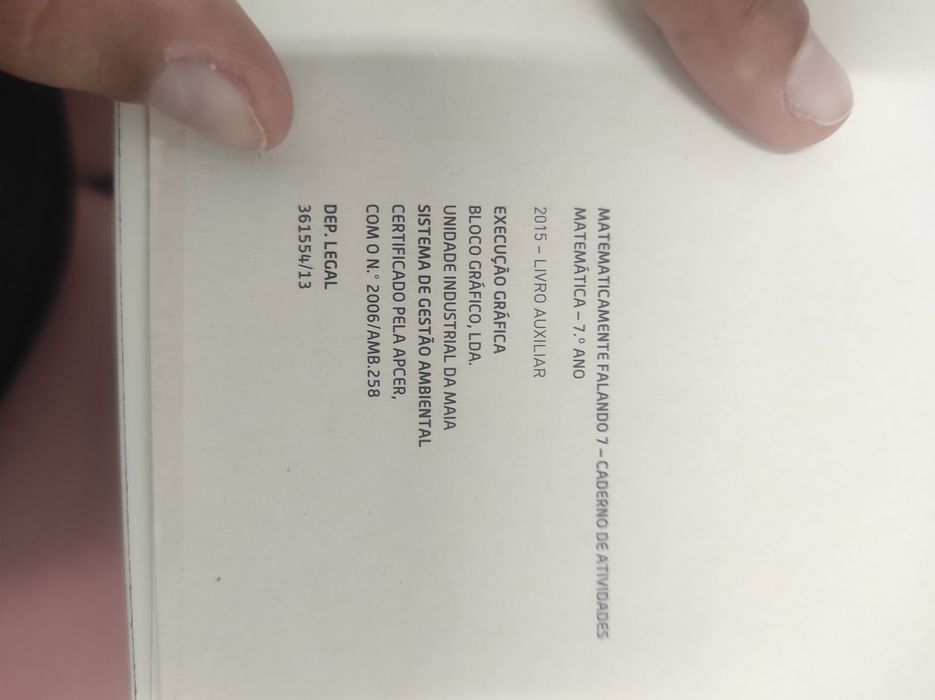 MATEMATICAMENTE FALANDO 7 – CADERNO DE ATIVIDADES
MATEMÁTICA – 7.º ANO
2015 – LIVRO AUXILIAR
EXECUÇÃO GRÁFICA
BLOCO GRÁFICO, LDA.
UNIDADE INDUSTRIAL DA MAIA
SISTEMA DE GESTÃO AMBIENTAL
CERTIFICADO PELA APCER,
COM O N.º 2006/AMB.258
DEP. LEGAL
361554/13